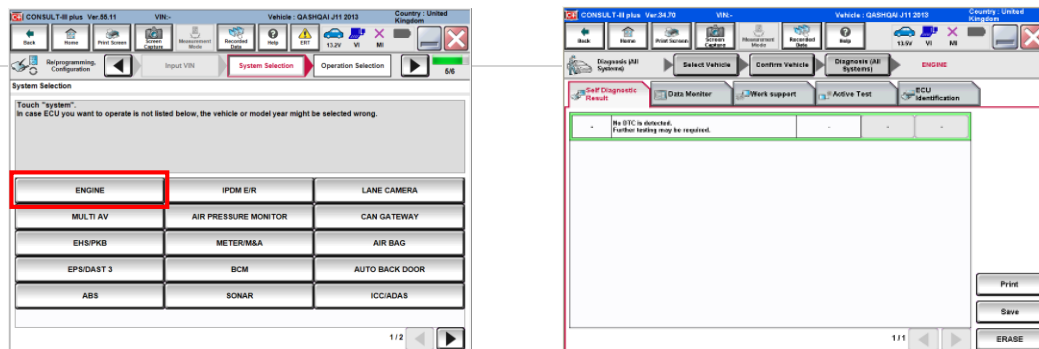 CONSULT-III plus Ver.56.11 VIN:- Vehicle : QASHQAI J11 2013 Country : United Kingdom
Back Home Print Screen Screen Capture Measurement Mode Recorded Data Help ERT 13.2V VI MI
Re/programming, Configuration Input VIN System Selection Operation Selection 5/6
System Selection
Touch "system".
In case ECU you want to operate is not listed below, the vehicle or model year might be selected wrong.
ENGINE IPDM E/R LANE CAMERA
MULTI AV AIR PRESSURE MONITOR CAN GATEWAY
EHS/PKB METER/M&A AIR BAG
EPS/DAST 3 BCM AUTO BACK DOOR
ABS SONAR ICC/ADAS
1/2
CONSULT-III plus Ver.34.70 VIN:- Vehicle : QASHQAI J11 2013 Country : United Kingdom
Back Home Print Screen Screen Capture Measurement Mode Recorded Data Help 13.6V VI MI
Diagnosis (All Systems) Select Vehicle Confirm Vehicle Diagnosis (All Systems) ENGINE
Self Diagnostic Result Data Monitor Work support Active Test ECU Identification
- No DTC is detected. - - -
Further testing may be required.
Print
Save
1/1 ERASE